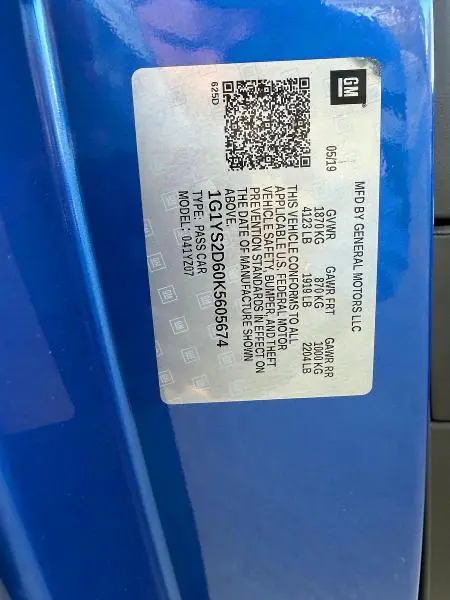 GM
MFD BY GENERAL MOTORS LLC
05/19 GVWR GAWR FRT GAWR RR
1870 KG 870 KG 1000 KG
4123 LB 1919 LB 2204 LB
THIS VEHICLE CONFORMS TO ALL
APPLICABLE U.S. FEDERAL MOTOR
VEHICLE SAFETY, BUMPER, AND THEFT
PREVENTION STANDARDS IN EFFECT ON
THE DATE OF MANUFACTURE SHOWN
ABOVE.
1G1YS2D60K5605674
TYPE: PASS CAR
MODEL: 041YZ07
625D